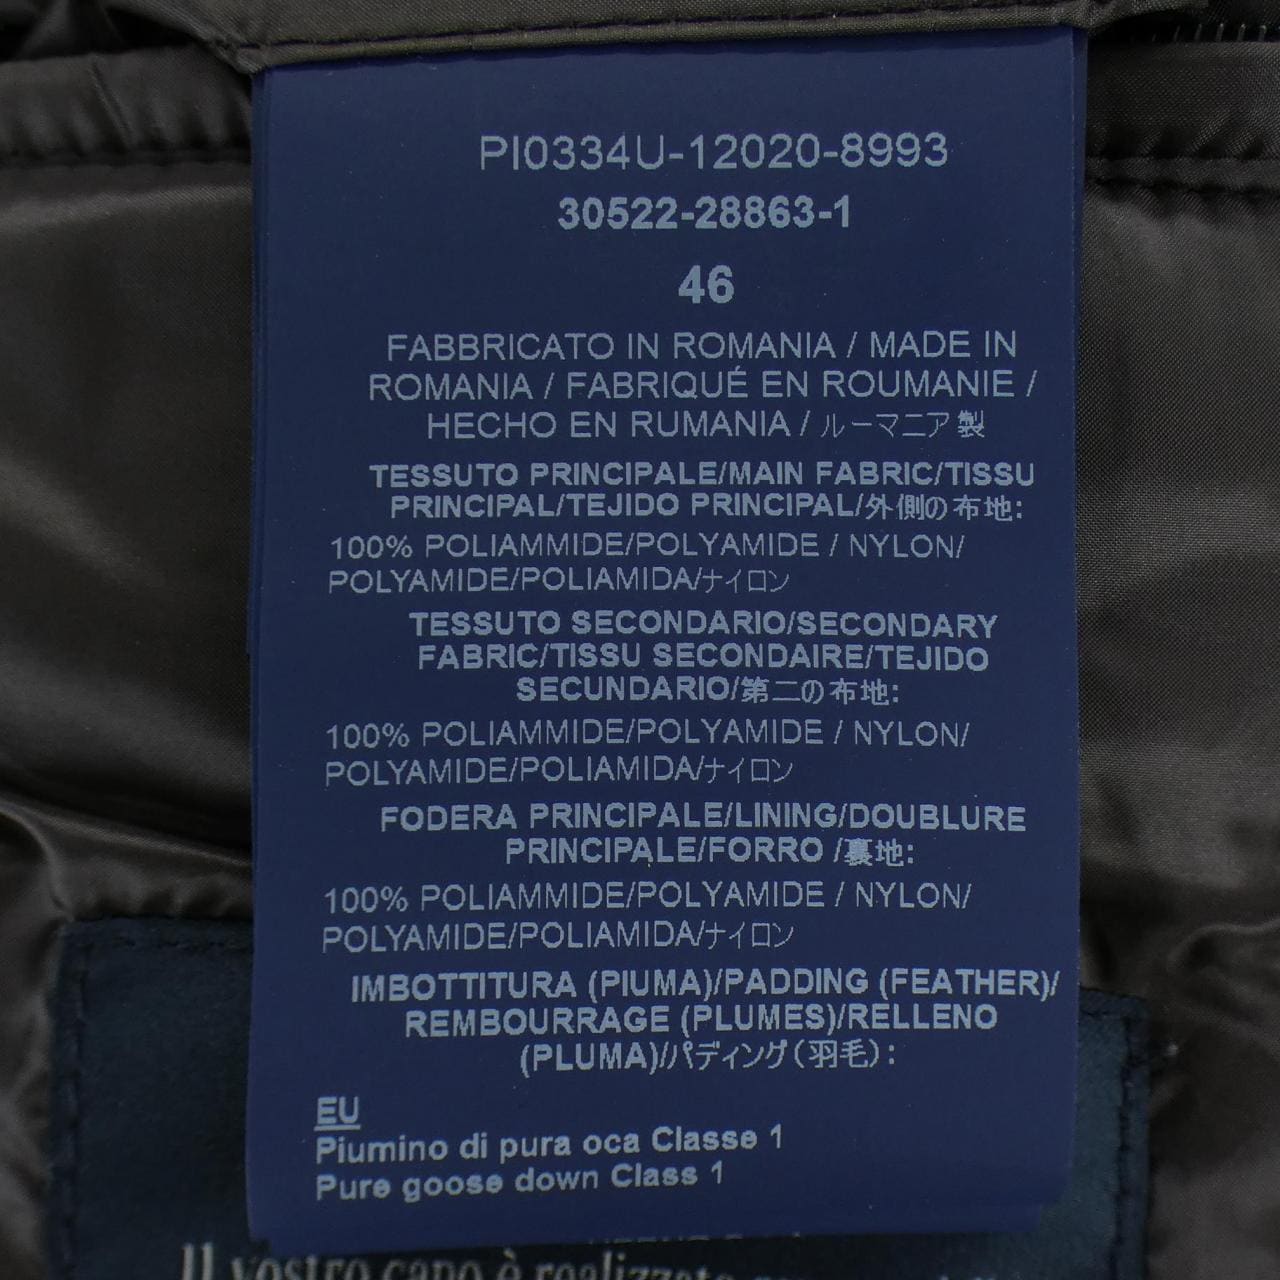 PI0334U-12020-8993
30522-28863-1
46
FABBRICATO IN ROMANIA / MADE IN
ROMANIA / FABRIQUÉ EN ROUMANIE /
HECHO EN RUMANIA / ルーマニア製
TESSUTO PRINCIPALE/MAIN FABRIC/TISSU
PRINCIPAL/TEJIDO PRINCIPAL/外側の布地:
100% POLIAMMIDE/POLYAMIDE / NYLON/
POLYAMIDE/POLIAMIDA/ナイロン
TESSUTO SECONDARIO/SECONDARY
FABRIC/TISSU SECONDAIRE/TEJIDO
SECUNDARIO/第二の布地:
100% POLIAMMIDE/POLYAMIDE / NYLON/
POLYAMIDE/POLIAMIDA/ナイロン
FODERA PRINCIPALE/LINING/DOUBLURE
PRINCIPALE/FORRO /裏地:
100% POLIAMMIDE/POLYAMIDE / NYLON/
POLYAMIDE/POLIAMIDA/ナイロン
IMBOTTITURA (PIUMA)/PADDING (FEATHER)/
REMBOURRAGE (PLUMES)/RELLENO
(PLUMA)/パディング(羽毛):
EU
Piumino di pura oca Classe 1
Pure goose down Class 1
Il vostro capo è realizzato